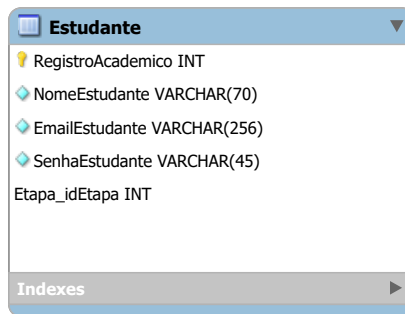 Estudante
RegistroAcademico INT
NomeEstudante VARCHAR(70)
EmailEstudante VARCHAR(256)
SenhaEstudante VARCHAR(45)
Etapa_idEtapa INT
Indexes